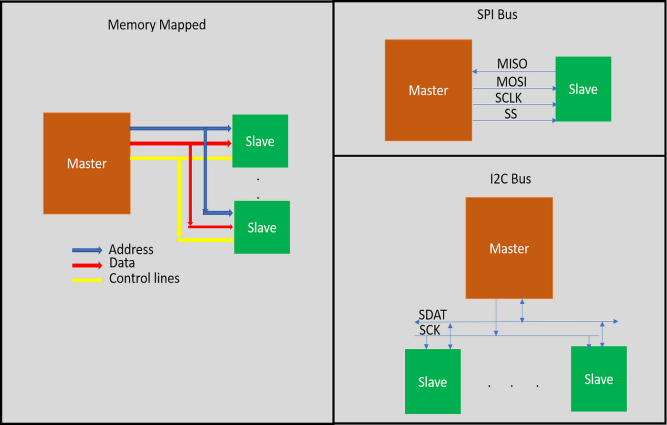 Memory Mapped
Master
Slave
.
.
Slave
Address
Data
Control lines
SPI Bus
Master
MISO
MOSI
SCLK
SS
Slave
I2C Bus
Master
SDAT
SCK
Slave
. . .
Slave